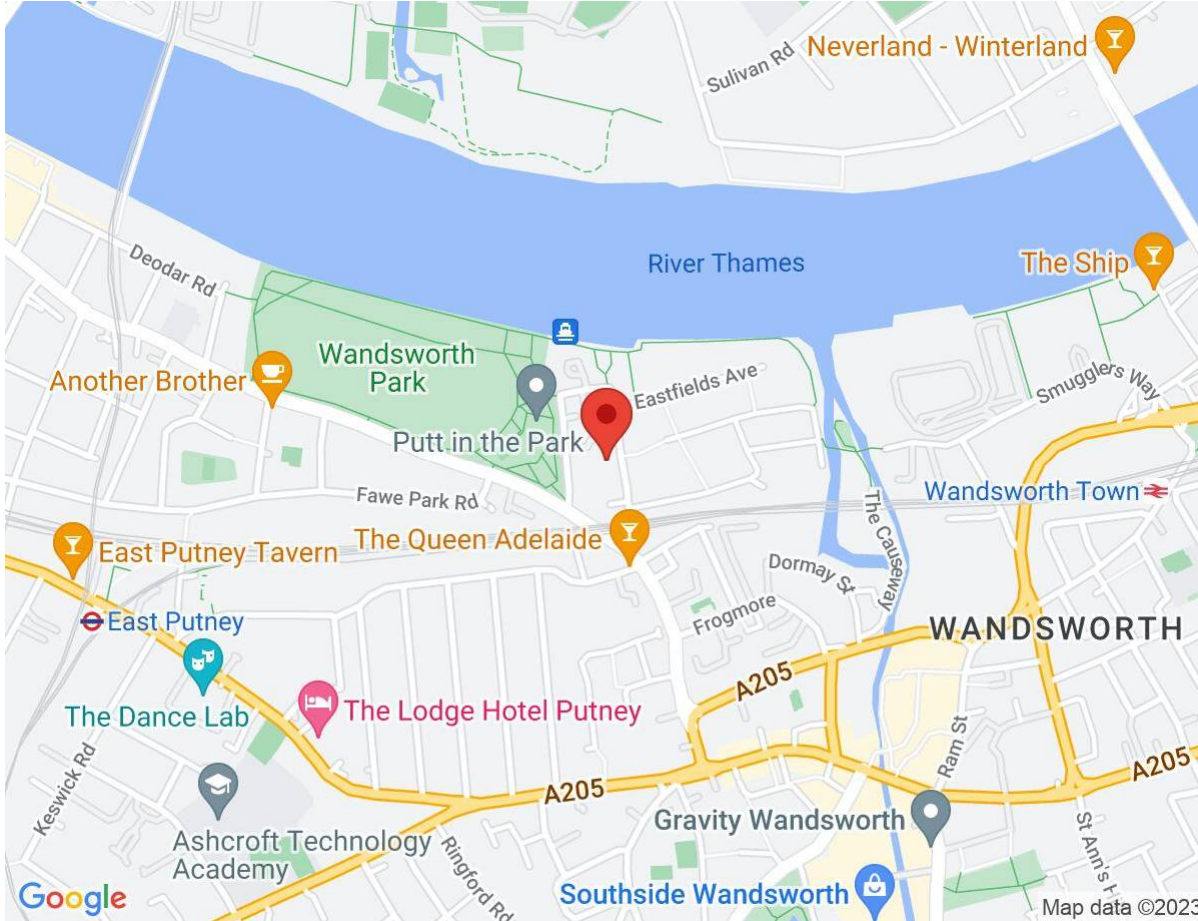 Neverland - Winterland
Sulivan Rd
River Thames
The Ship
Deodar Rd
Wandsworth
Park
Another Brother
Eastfields Ave
Smugglers Way
Putt in the Park
Fawe Park Rd
Wandsworth Town
The Queen Adelaide
East Putney Tavern
The Causeway
Dormay St
Frogmore
East Putney
WANDSWORTH
A205
The Dance Lab
The Lodge Hotel Putney
Ram St
Keswick Rd
A205
A205
Gravity Wandsworth
Ashcroft Technology
Academy
Ringford Rd
St Ann's H
Southside Wandsworth
Google
Map data ©2023